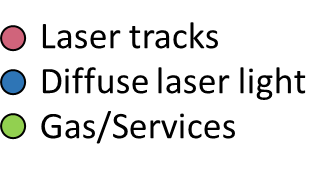 Laser tracks
Diffuse laser light
Gas/Services